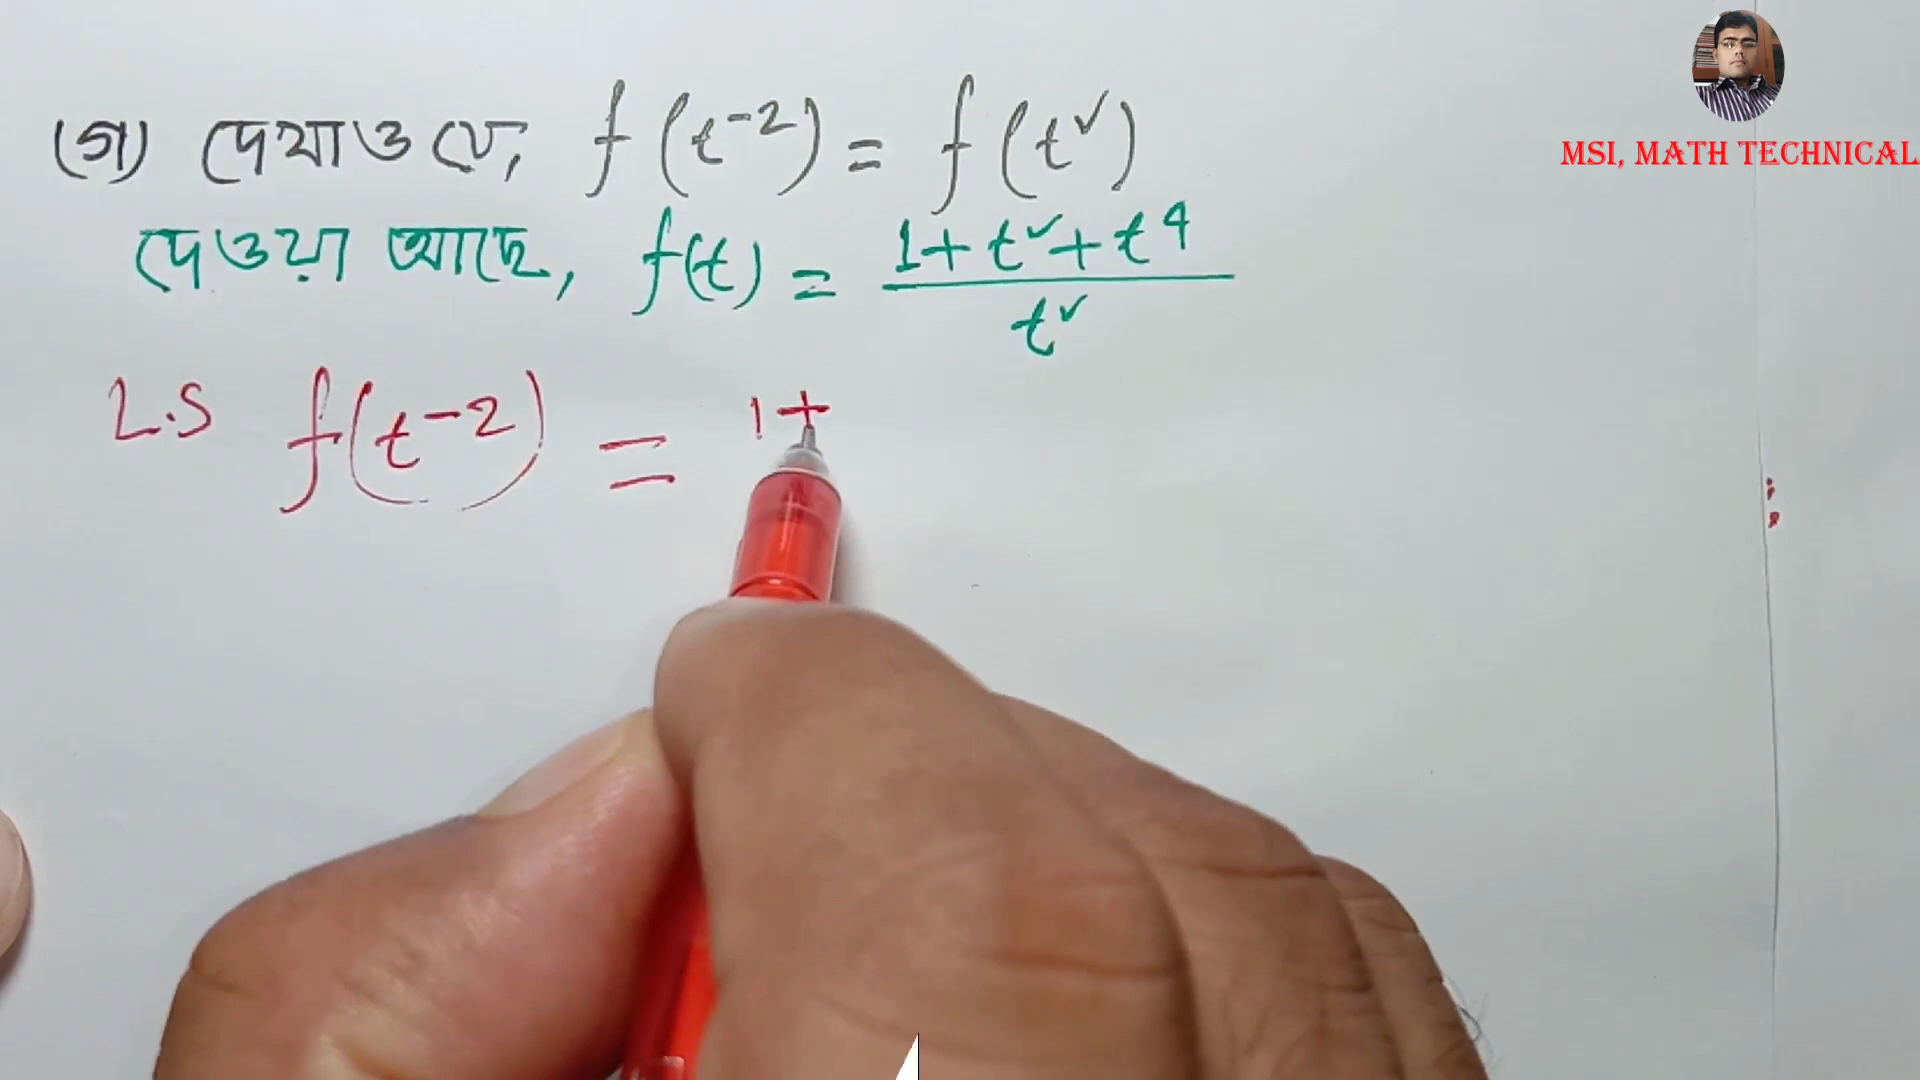 (গ) দেখাও যে, f(t⁻²) = f(t²)
MSI, MATH TECHNICAL
দেওয়া আছে, f(t) = (1+t²+t⁴)/t²
L.S f(t⁻²) = 1+